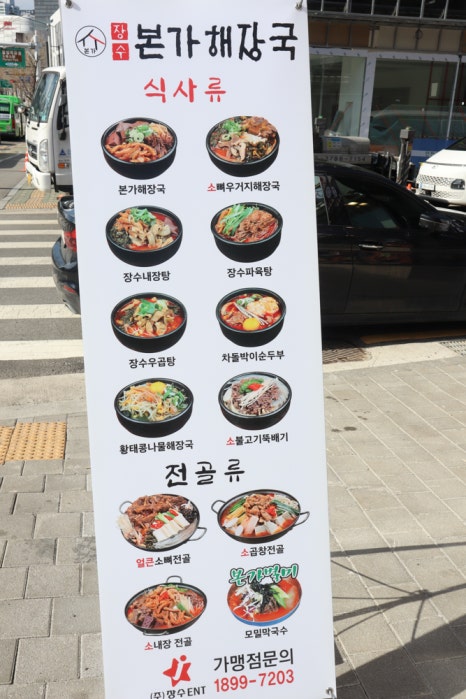 본가
장수 본가해장국
식사류
본가해장국 소뼈우거지해장국
장수내장탕 장수파육탕
장수우곱탕 차돌박이순두부
황태콩나물해장국 소불고기뚝배기
전골류
얼큰소뼈전골 소곱창전골
본가별미
소내장 전골 모밀막국수
(주)장수ENT
가맹점문의
1899-7203